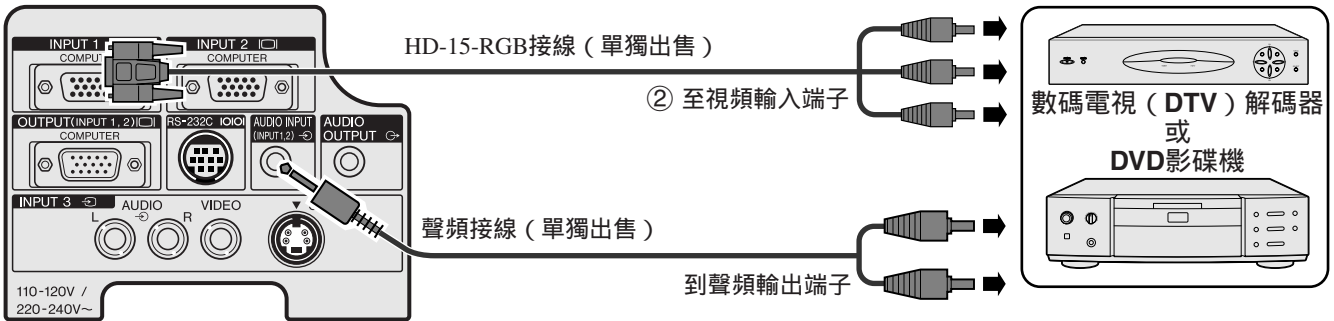 INPUT 1
INPUT 2
COMPUT
COMPUTER
HD-15-RGB接線（單獨出售）
② 至視頻輸入端子
數碼電視（DTV）解碼器
或
DVD影碟機
OUTPUT(INPUT 1, 2)
COMPUTER
RS-232C
AUDIO INPUT
(INPUT1,2)
AUDIO
OUTPUT
INPUT 3
L
AUDIO
R
VIDEO
聲頻接線（單獨出售）
到聲頻輸出端子
110-120V /
220-240V~